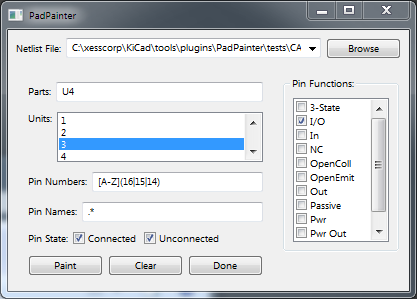 PadPainter
Netlist File: C:\xesscorp\KiCad\tools\plugins\PadPainter\tests\CA Browse
Parts: U4
Units: 1
2
3
4
Pin Numbers: [A-Z](16|15|14)
Pin Names: .*
Pin State: Connected Unconnected
Paint Clear Done
Pin Functions:
3-State
I/O
In
NC
OpenColl
OpenEmit
Out
Passive
Pwr
Pwr Out